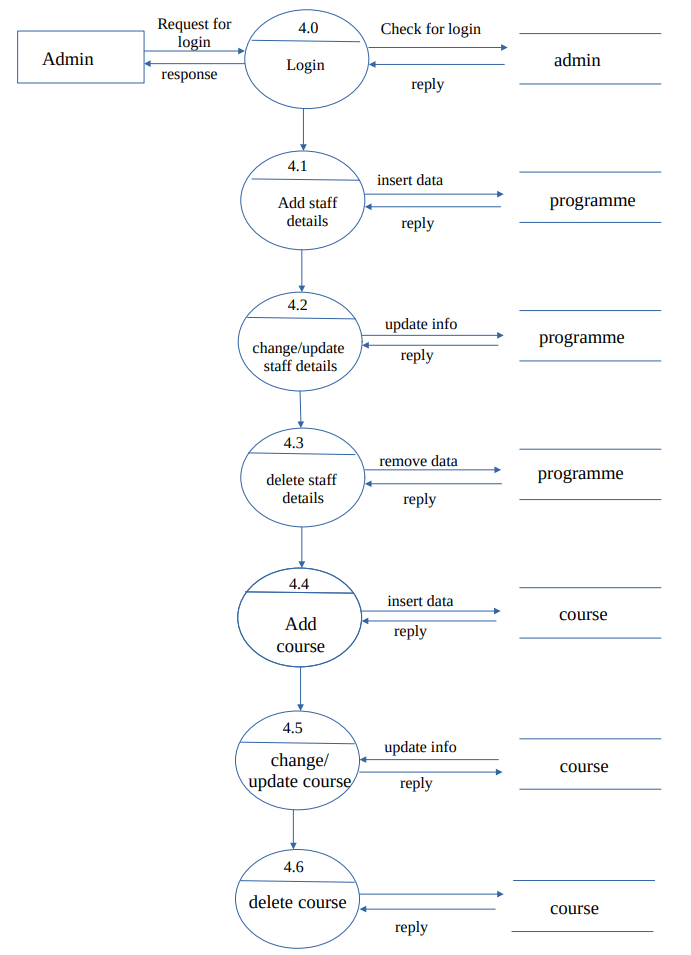 Request for
login
4.0
Check for login
Admin
Login
admin
response
reply
4.1
insert data
Add staff
details
programme
reply
4.2
update info
change/update
staff details
programme
reply
4.3
remove data
delete staff
details
programme
reply
4.4
insert data
Add
course
course
reply
4.5
update info
change/
update course
course
reply
4.6
delete course
course
reply